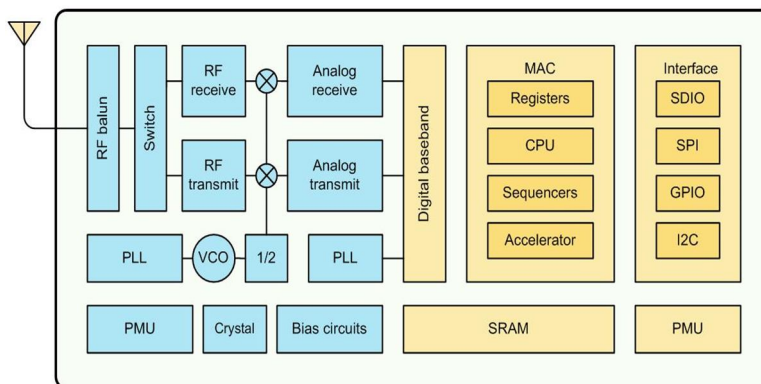 RF balun
Switch
RF
receive
Analog
receive
RF
transmit
Analog
transmit
PLL
VCO
1/2
PLL
Digital baseband
MAC
Registers
CPU
Sequencers
Accelerator
Interface
SDIO
SPI
GPIO
I2C
PMU
Crystal
Bias circuits
SRAM
PMU